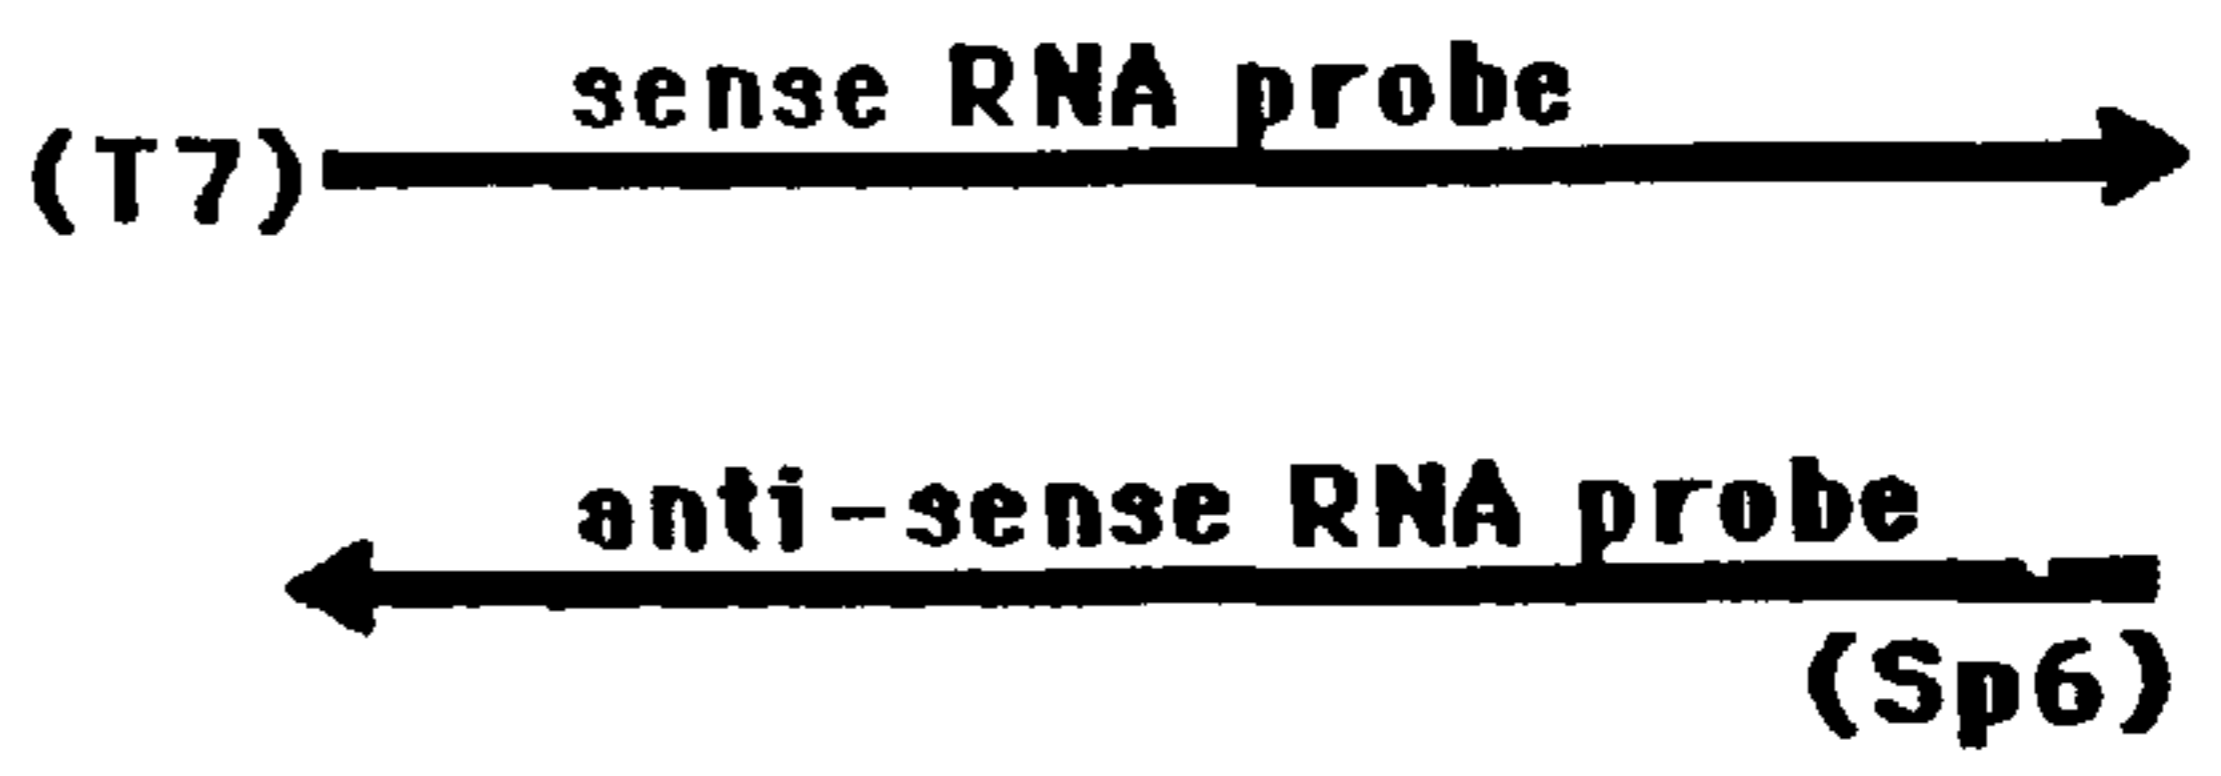 sense RNA probe
(T7)
anti-sense RNA probe
(Sp6)